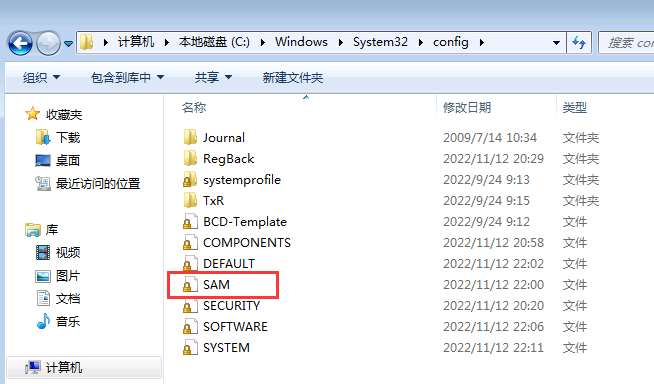 计算机 本地磁盘 (C:) Windows System32 config 搜索 con
组织 包含到库中 共享 新建文件夹
收藏夹
下载
桌面
最近访问的位置
库
视频
图片
文档
音乐
计算机
名称 修改日期 类型
Journal 2009/7/14 10:34 文件夹
RegBack 2022/11/12 20:29 文件夹
systemprofile 2022/9/24 9:13 文件夹
TxR 2022/9/24 9:15 文件夹
BCD-Template 2022/9/24 9:12 文件
COMPONENTS 2022/11/12 20:58 文件
DEFAULT 2022/11/12 22:02 文件
SAM 2022/11/12 22:00 文件
SECURITY 2022/11/12 20:20 文件
SOFTWARE 2022/11/12 22:06 文件
SYSTEM 2022/11/12 22:11 文件